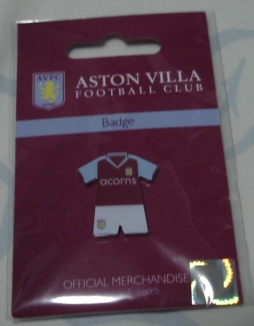 AVFC
ASTON VILLA
FOOTBALL CLUB
Badge
acorns
OFFICIAL MERCHANDISE